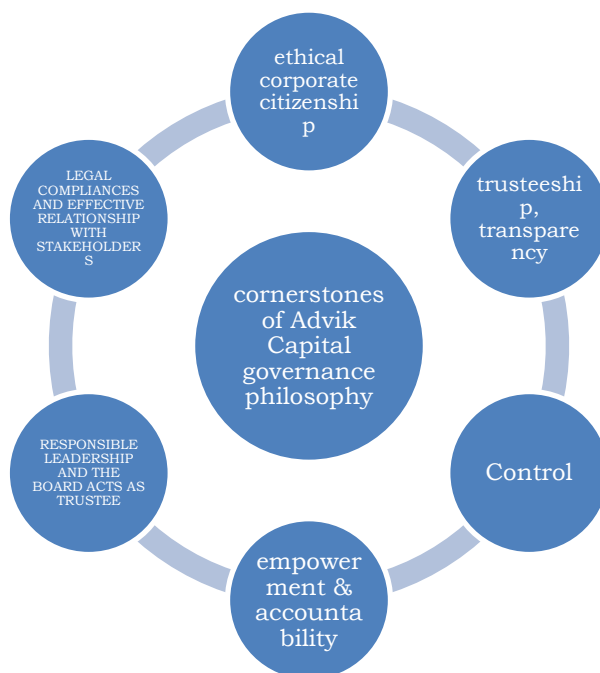 ethical
corporate
citizenshi
p
trusteeshi
p,
transpare
ncy
Control
empower
ment &
accounta
bility
RESPONSIBLE
LEADERSHIP
AND THE
BOARD ACTS AS
TRUSTEE
LEGAL
COMPLIANCES
AND EFFECTIVE
RELATIONSHIP
WITH
STAKEHOLDER
S
cornerstones
of Advik
Capital
governance
philosophy